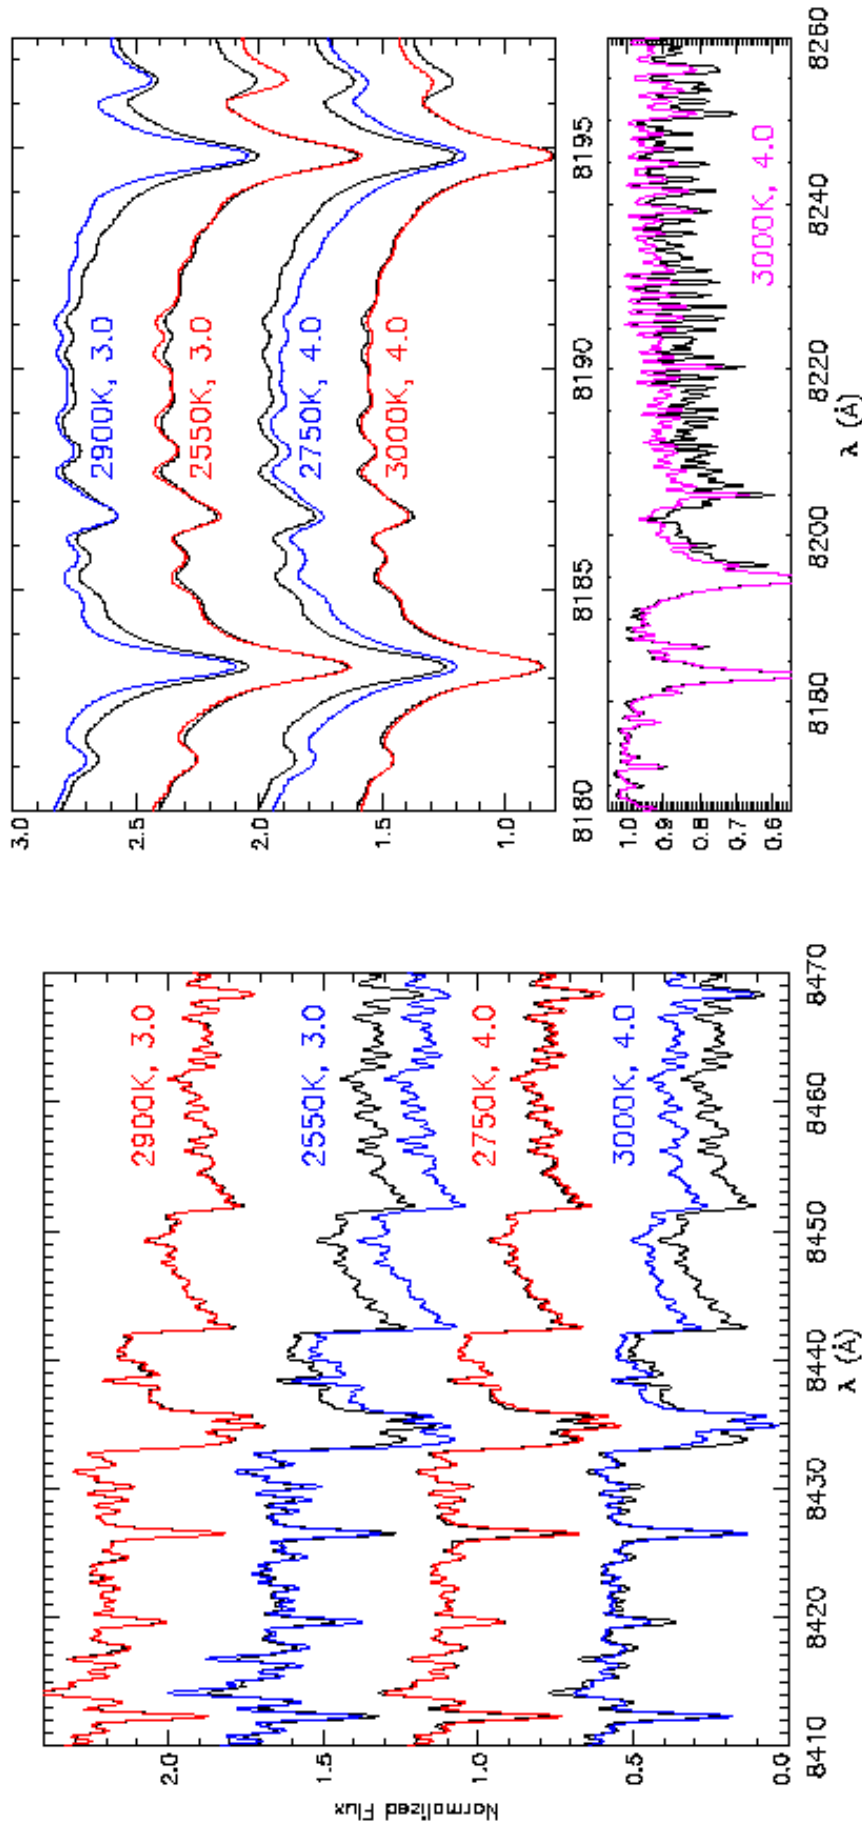 Normalized Flux
2.0
1.5
1.0
0.5
0.0
2900K, 3.0
2550K, 3.0
2750K, 4.0
3000K, 4.0
8410 8420 8430 8440 8450 8460 8470
λ (Å)
3.0
2.5
2.0
1.5
1.0
2900K, 3.0
2550K, 3.0
2750K, 4.0
3000K, 4.0
8180 8185 8190 8195
1.0
0.9
0.8
0.7
0.6
3000K, 4.0
8180 8200 8220 8240 8260
λ (Å)